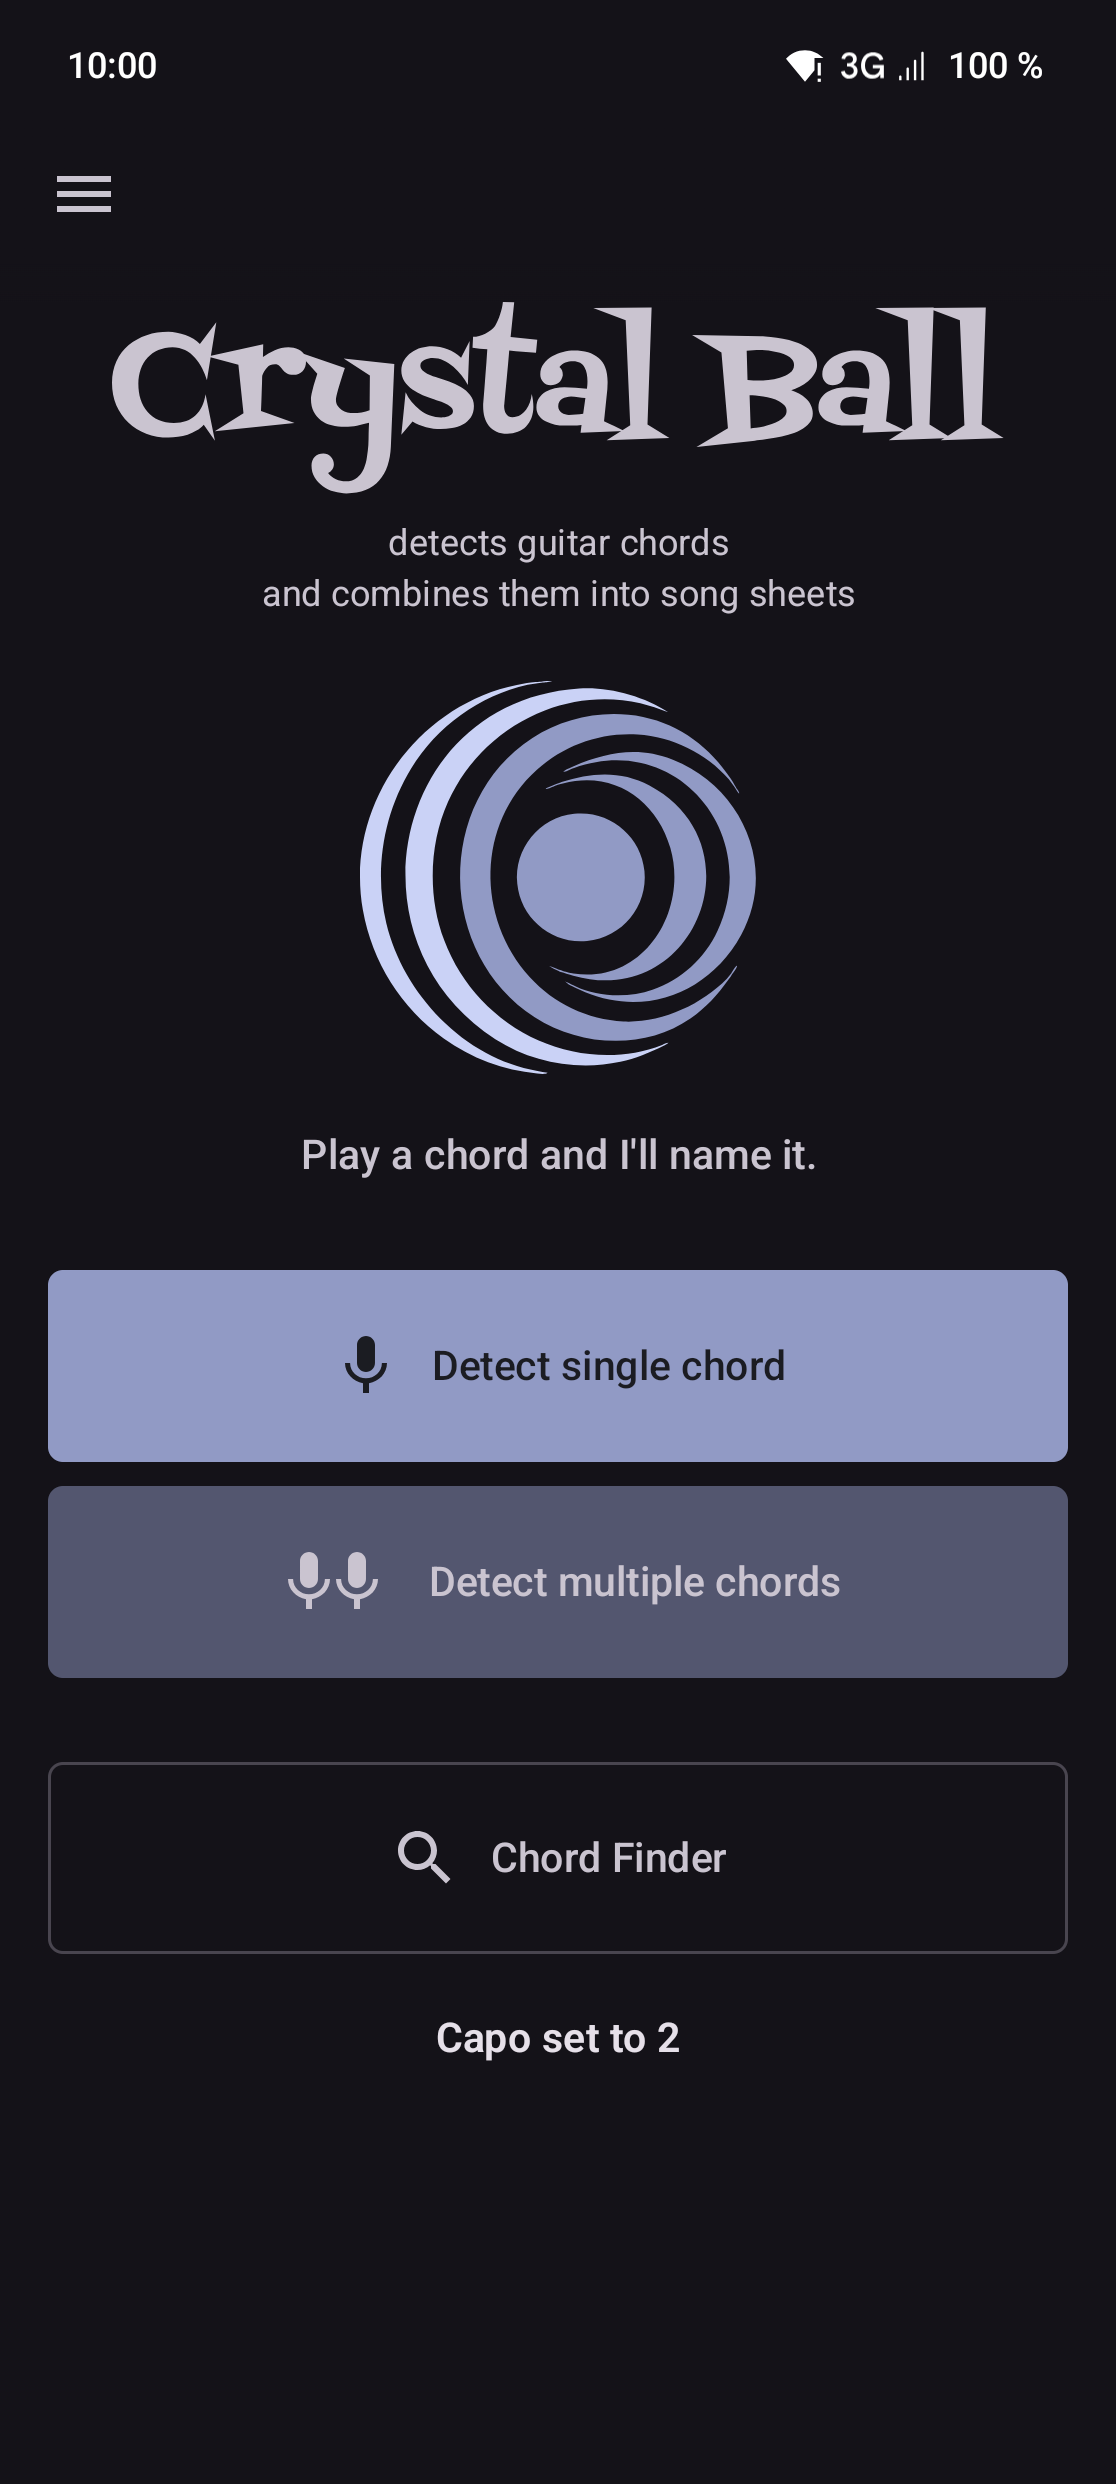 10:00
3G 100 %
Crystal Ball
detects guitar chords
and combines them into song sheets
Play a chord and I'll name it.
Detect single chord
Detect multiple chords
Chord Finder
Capo set to 2